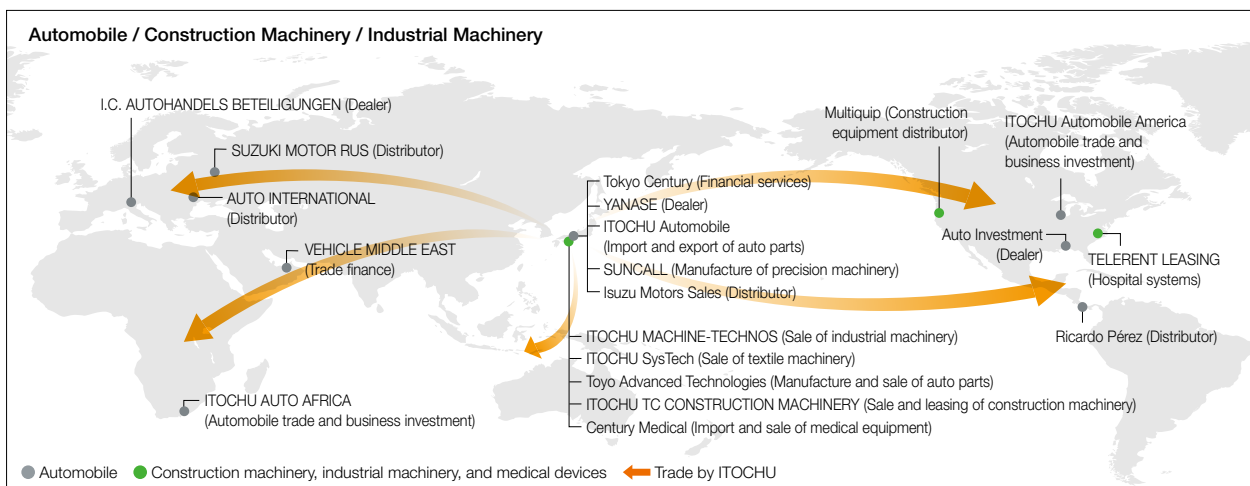 Automobile / Construction Machinery / Industrial Machinery
I.C. AUTOHANDELS BETEILIGUNGEN (Dealer)
SUZUKI MOTOR RUS (Distributor)
AUTO INTERNATIONAL
(Distributor)
VEHICLE MIDDLE EAST
(Trade finance)
ITOCHU AUTO AFRICA
(Automobile trade and business investment)
Tokyo Century (Financial services)
YANASE (Dealer)
ITOCHU Automobile
(Import and export of auto parts)
SUNCALL (Manufacture of precision machinery)
Isuzu Motors Sales (Distributor)
ITOCHU MACHINE-TECHNOS (Sale of industrial machinery)
ITOCHU SysTech (Sale of textile machinery)
Toyo Advanced Technologies (Manufacture and sale of auto parts)
ITOCHU TC CONSTRUCTION MACHINERY (Sale and leasing of construction machinery)
Century Medical (Import and sale of medical equipment)
Multiquip (Construction
equipment distributor)
ITOCHU Automobile America
(Automobile trade and
business investment)
Auto Investment
(Dealer)
TELERENT LEASING
(Hospital systems)
Ricardo Pérez (Distributor)
Automobile
Construction machinery, industrial machinery, and medical devices
Trade by ITOCHU